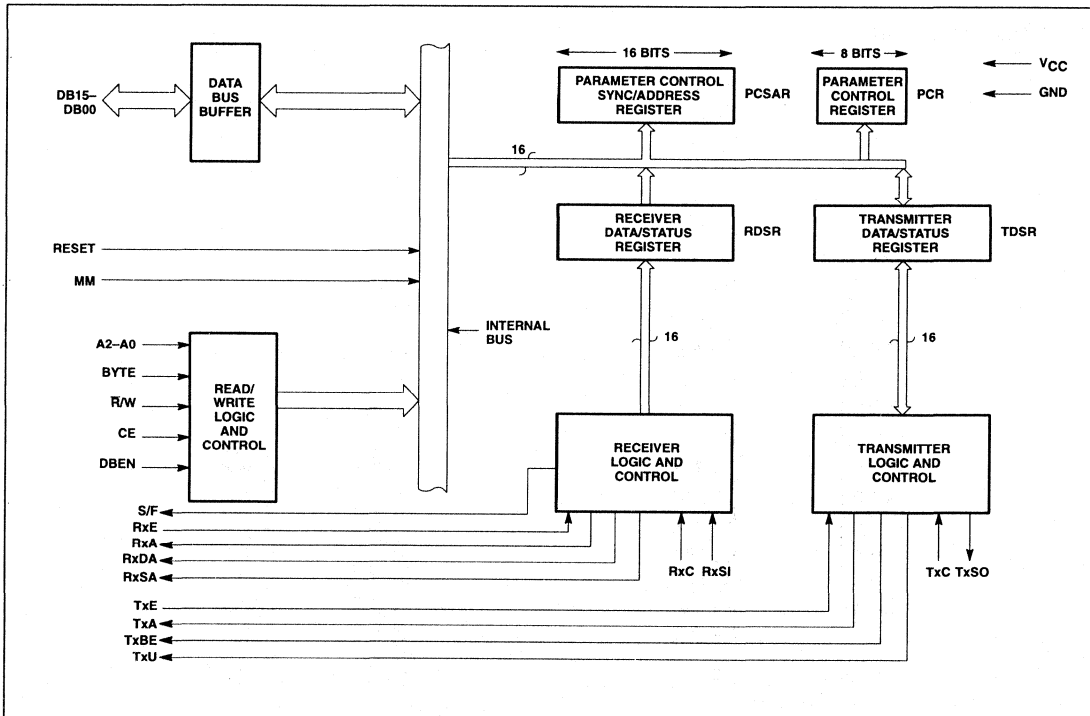 16 BITS
8 BITS
DB15–
DB00
DATA
BUS
BUFFER
PARAMETER CONTROL
SYNC/ADDRESS
REGISTER
PCSAR
PARAMETER
CONTROL
REGISTER
PCR
VCC
GND
16
RECEIVER
DATA/STATUS
REGISTER
RDSR
TRANSMITTER
DATA/STATUS
REGISTER
TDSR
RESET
MM
INTERNAL
BUS
16
16
A2–A0
BYTE
R̅/W
CE
DBEN
READ/
WRITE
LOGIC
AND
CONTROL
RECEIVER
LOGIC AND
CONTROL
TRANSMITTER
LOGIC AND
CONTROL
S/F
RxE
RxA
RxDA
RxSA
RxC RxSI
TxC TxSO
TxE
TxA
TxBE
TxU